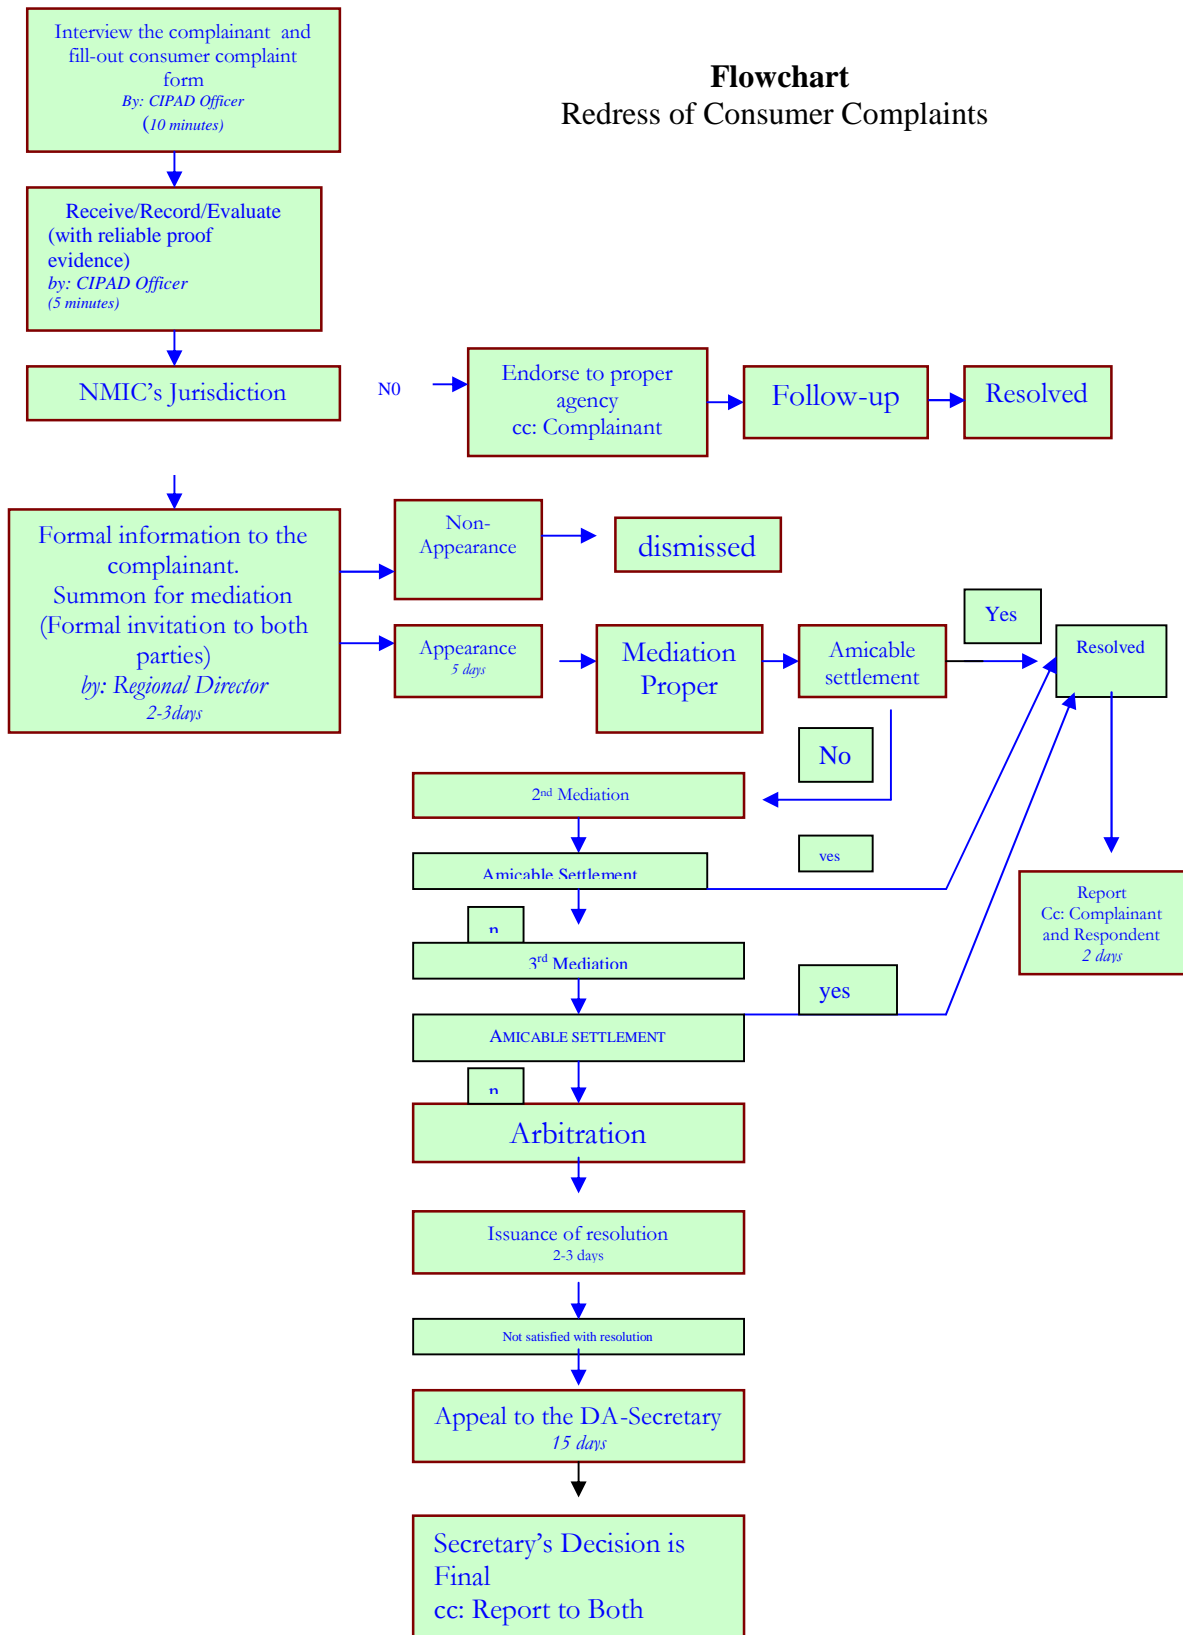 Flowchart
Redress of Consumer Complaints
Interview the complainant and
fill-out consumer complaint
form
By: CIPAD Officer
(10 minutes)
Receive/Record/Evaluate
(with reliable proof
evidence)
by: CIPAD Officer
(5 minutes)
NMIC's Jurisdiction
N0
Endorse to proper
agency
cc: Complainant
Follow-up
Resolved
Formal information to the
complainant.
Summon for mediation
(Formal invitation to both
parties)
by: Regional Director
2-3days
Non-
Appearance
dismissed
Appearance
5 days
Mediation
Proper
Amicable
settlement
Yes
Resolved
No
2nd Mediation
yes
Amicable Settlement
Report
Cc: Complainant
and Respondent
2 days
n
3rd Mediation
yes
AMICABLE SETTLEMENT
n
Arbitration
Issuance of resolution
2-3 days
Not satisfied with resolution
Appeal to the DA-Secretary
15 days
Secretary's Decision is
Final
cc: Report to Both